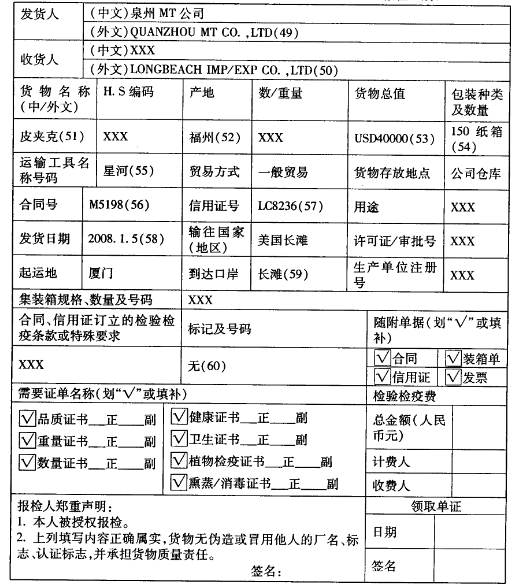 发货人
(中文)泉州 MT 公司
(外文)QUANZHOU MT CO. ,LTD(49)
收货人
(中文)XXX
(外文)LONGBEACH IMP/EXP CO. ,LTD(50)
货物名称(中/外文) H. S 编码 产地 数/重量 货物总值 包装种类及数量
皮夹克(51) XXX 福州(52) XXX USD40000(53) 150 纸箱(54)
运输工具名称号码 星河(55) 贸易方式 一般贸易 货物存放地点 公司仓库
合同号 M5198(56) 信用证号 LC8236(57) 用途 XXX
发货日期 2008.1.5(58) 输往国家(地区) 美国长滩 许可证/审批号 XXX
起运地 厦门 到达口岸 长滩(59) 生产单位注册号 XXX
集装箱规格、数量及号码 XXX
合同、信用证订立的检验检疫条款或特殊要求 标记及号码 随附单据(划“√”或填补)
XXX 无(60)
√合同 √装箱单
√信用证 √发票
需要证单名称(划“√”或填补) 检验检疫费
√品质证书__正__副 √健康证书__正__副 总金额(人民币元)
√重量证书__正__副 √卫生证书__正__副
√数量证书__正__副 √植物检疫证书__正__副 计费人
√熏蒸/消毒证书__正__副 收费人
报检人郑重声明: 领取单证
1. 本人被授权报检。
2. 上列填写内容正确属实,货物无伪造或冒用他人的厂名、标志、认证标志,并承担货物质量责任。
日期
签名: 签名